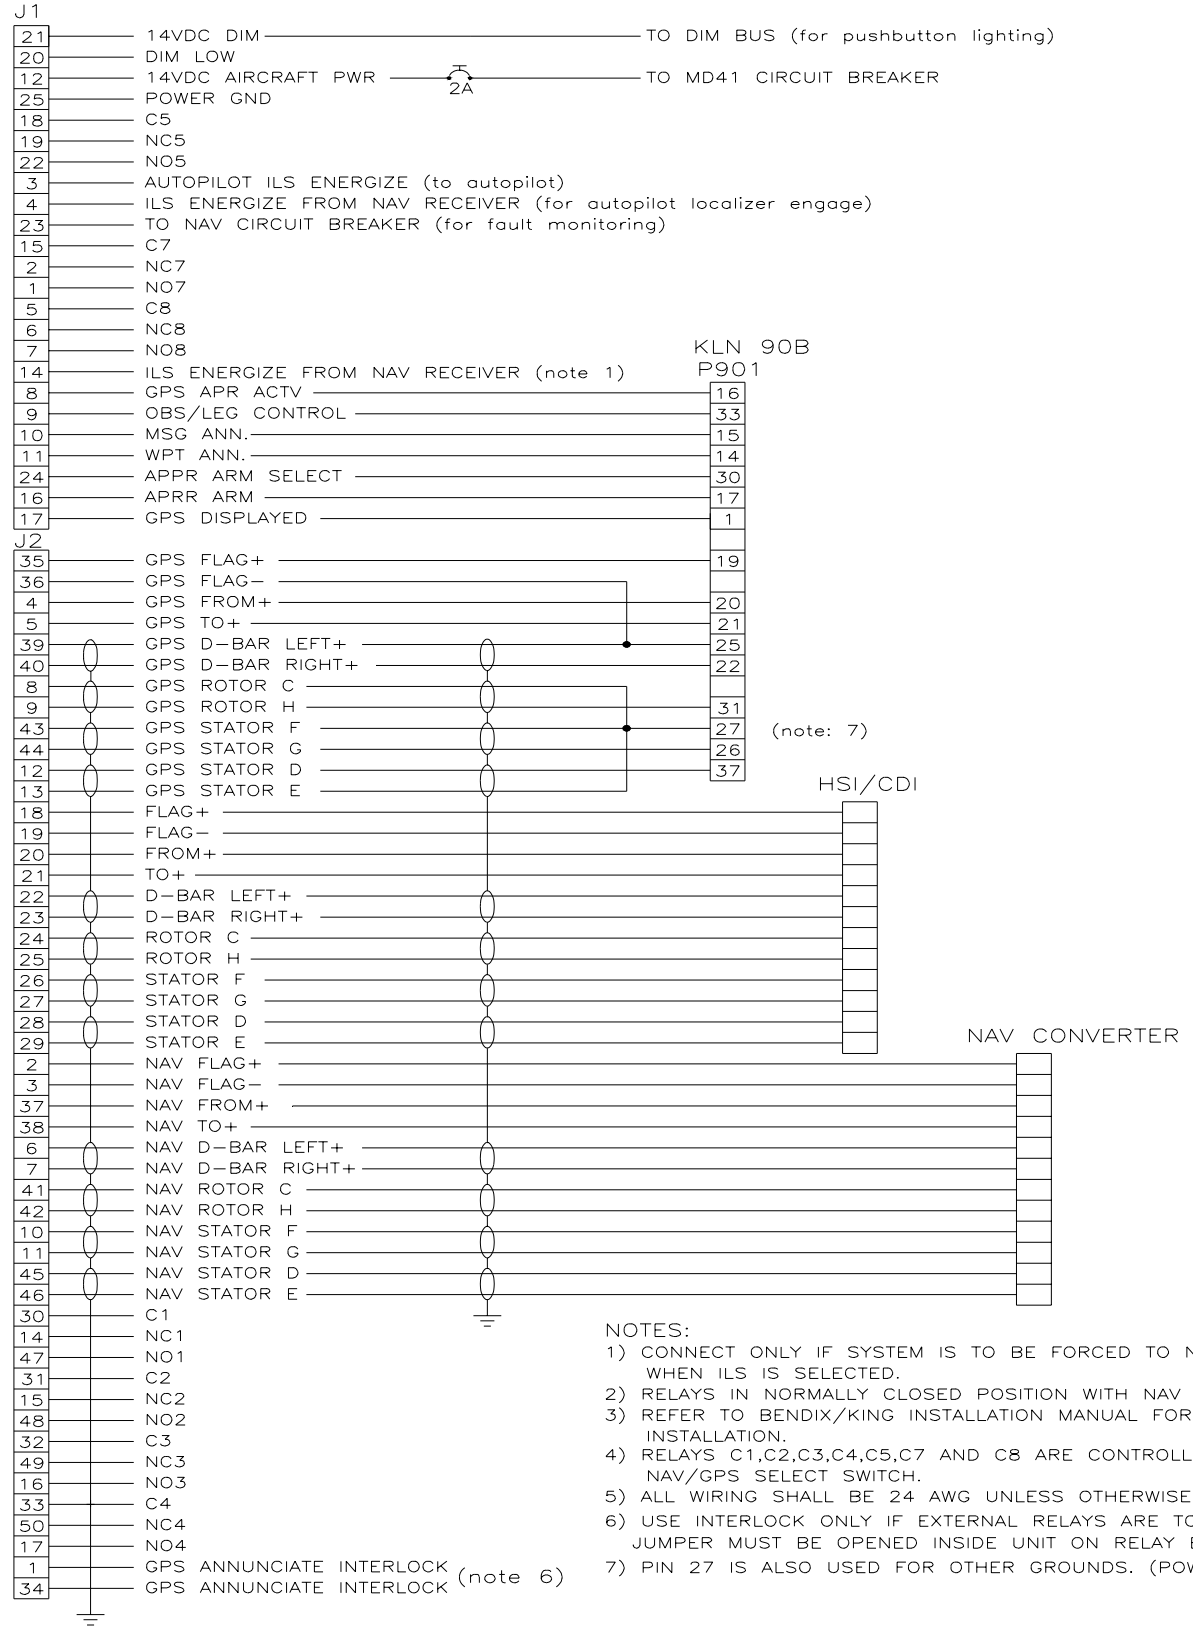 J1
21 14VDC DIM TO DIM BUS (for pushbutton lighting)
20 DIM LOW
12 14VDC AIRCRAFT PWR 2A TO MD41 CIRCUIT BREAKER
25 POWER GND
18 C5
19 NC5
22 NO5
3 AUTOPILOT ILS ENERGIZE (to autopilot)
4 ILS ENERGIZE FROM NAV RECEIVER (for autopilot localizer engage)
23 TO NAV CIRCUIT BREAKER (for fault monitoring)
15 C7
2 NC7
1 NO7
5 C8
6 NC8
7 NO8
KLN 90B
P901
14 ILS ENERGIZE FROM NAV RECEIVER (note 1)
8 GPS APR ACTV 16
9 OBS/LEG CONTROL 33
10 MSG ANN. 15
11 WPT ANN. 14
24 APPR ARM SELECT 30
16 APRR ARM 17
17 GPS DISPLAYED 1
J2
35 GPS FLAG+ 19
36 GPS FLAG-
4 GPS FROM+ 20
5 GPS TO+ 21
39 GPS D-BAR LEFT+ 25
40 GPS D-BAR RIGHT+ 22
8 GPS ROTOR C
9 GPS ROTOR H 31
43 GPS STATOR F 27 (note: 7)
44 GPS STATOR G 26
12 GPS STATOR D 37
13 GPS STATOR E
HSI/CDI
18 FLAG+
19 FLAG-
20 FROM+
21 TO+
22 D-BAR LEFT+
23 D-BAR RIGHT+
24 ROTOR C
25 ROTOR H
26 STATOR F
27 STATOR G
28 STATOR D
29 STATOR E
NAV CONVERTER
2 NAV FLAG+
3 NAV FLAG-
37 NAV FROM+
38 NAV TO+
6 NAV D-BAR LEFT+
7 NAV D-BAR RIGHT+
41 NAV ROTOR C
42 NAV ROTOR H
10 NAV STATOR F
11 NAV STATOR G
45 NAV STATOR D
46 NAV STATOR E
30 C1
14 NC1
47 NO1
31 C2
15 NC2
48 NO2
32 C3
49 NC3
16 NO3
33 C4
50 NC4
17 NO4
1 GPS ANNUNCIATE INTERLOCK
34 GPS ANNUNCIATE INTERLOCK
(note 6)
NOTES:
1) CONNECT ONLY IF SYSTEM IS TO BE FORCED TO
WHEN ILS IS SELECTED.
2) RELAYS IN NORMALLY CLOSED POSITION WITH NAV
3) REFER TO BENDIX/KING INSTALLATION MANUAL FOR
INSTALLATION.
4) RELAYS C1,C2,C3,C4,C5,C7 AND C8 ARE CONTROLL
NAV/GPS SELECT SWITCH.
5) ALL WIRING SHALL BE 24 AWG UNLESS OTHERWISE
6) USE INTERLOCK ONLY IF EXTERNAL RELAYS ARE TO
JUMPER MUST BE OPENED INSIDE UNIT ON RELAY
7) PIN 27 IS ALSO USED FOR OTHER GROUNDS. (POW